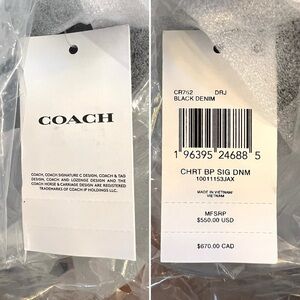 COACH
COACH, COACH SIGNATURE C DESIGN, COACH & TAG
DESIGN, COACH AND LOZENGE DESIGN AND THE
COACH HORSE & CARRIAGE DESIGN ARE REGISTERED
TRADEMARKS OF COACH IP HOLDINGS LLC.
CR762 DRJ
BLACK DENIM
1 96395 24688 5
CHRT BP SIG DNM
10011153JAX
MADE IN VIETNAM
VIETNAM
MFSRP
$550.00 USD
$670.00 CAD